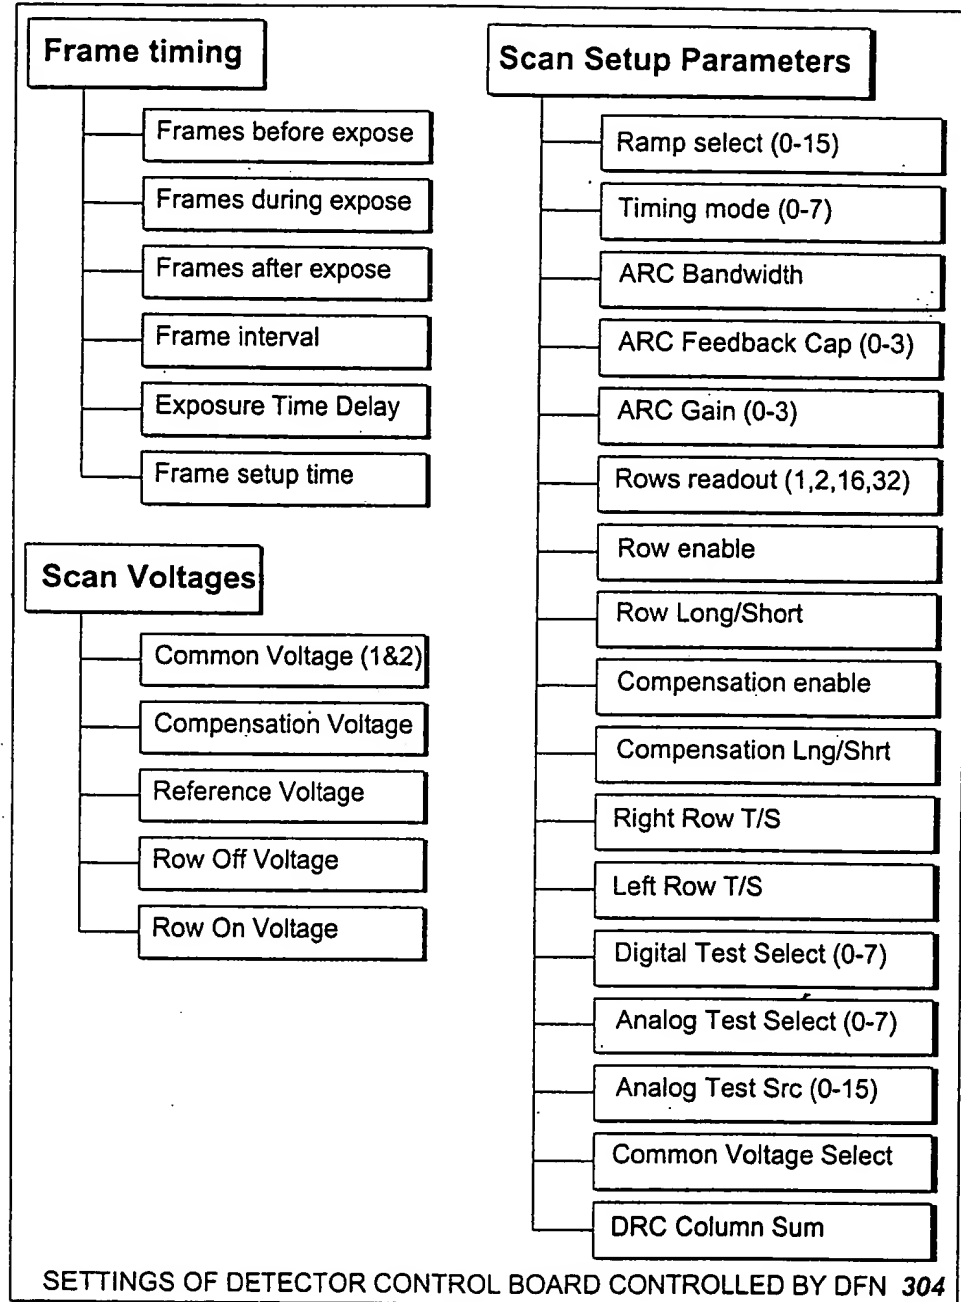 Frame timing
Frames before expose
Frames during expose
Frames after expose
Frame interval
Exposure Time Delay
Frame setup time
Scan Voltages
Common Voltage (1&2)
Compensation Voltage
Reference Voltage
Row Off Voltage
Row On Voltage
Scan Setup Parameters
Ramp select (0-15)
Timing mode (0-7)
ARC Bandwidth
ARC Feedback Cap (0-3)
ARC Gain (0-3)
Rows readout (1,2,16,32)
Row enable
Row Long/Short
Compensation enable
Compensation Lng/Shrt
Right Row T/S
Left Row T/S
Digital Test Select (0-7)
Analog Test Select (0-7)
Analog Test Src (0-15)
Common Voltage Select
DRC Column Sum
SETTINGS OF DETECTOR CONTROL BOARD CONTROLLED BY DFN 304